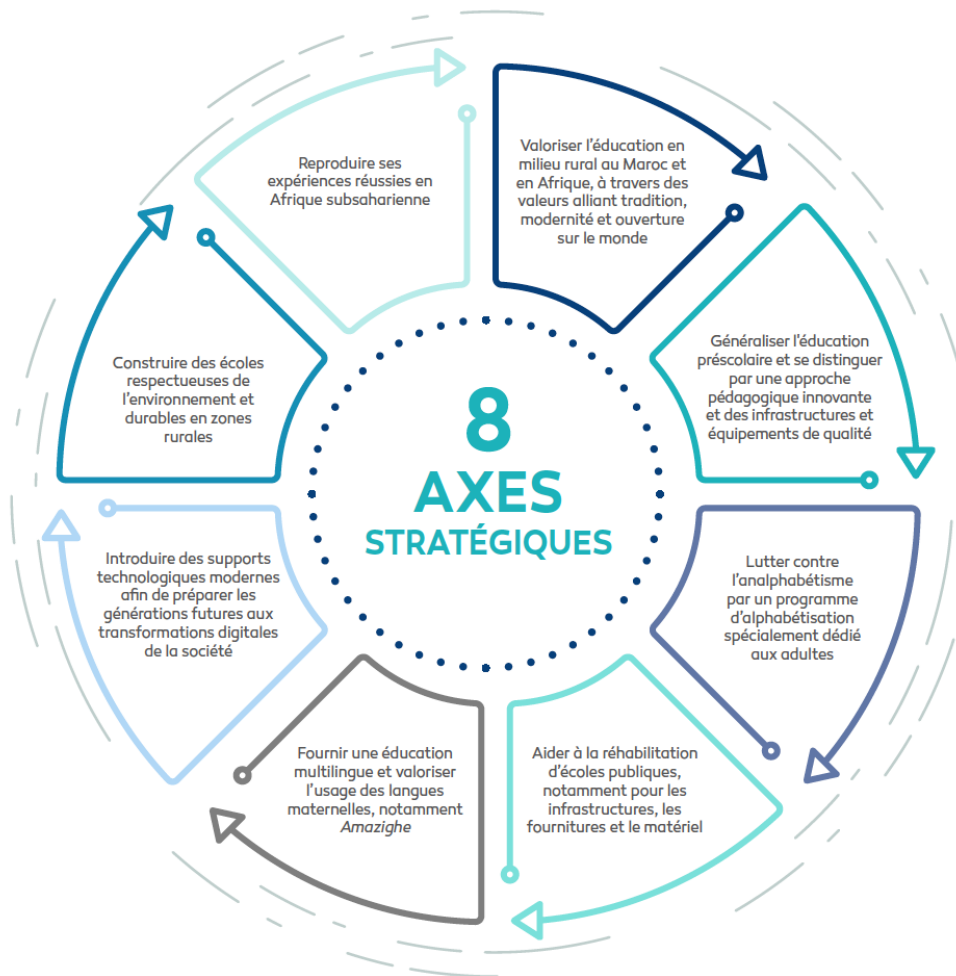 8
AXES
STRATÉGIQUES
Valoriser l’éducation en
milieu rural au Maroc et
en Afrique, à travers des
valeurs alliant tradition,
modernité et ouverture
sur le monde
Généraliser l’éducation
préscolaire et se distinguer
par une approche
pédagogique innovante
et des infrastructures et
équipements de qualité
Lutter contre
l’analphabétisme
par un programme
d’alphabétisation
spécialement dédié
aux adultes
Aider à la réhabilitation
d’écoles publiques,
notamment pour les
infrastructures, les
fournitures et le matériel
Fournir une éducation
multilingue et valoriser
l’usage des langues
maternelles, notamment
Amazighe
Introduire des supports
technologiques modernes
afin de préparer les
générations futures aux
transformations digitales
de la société
Construire des écoles
respectueuses de
l’environnement et
durables en zones
rurales
Reproduire ses
expériences réussies en
Afrique subsaharienne